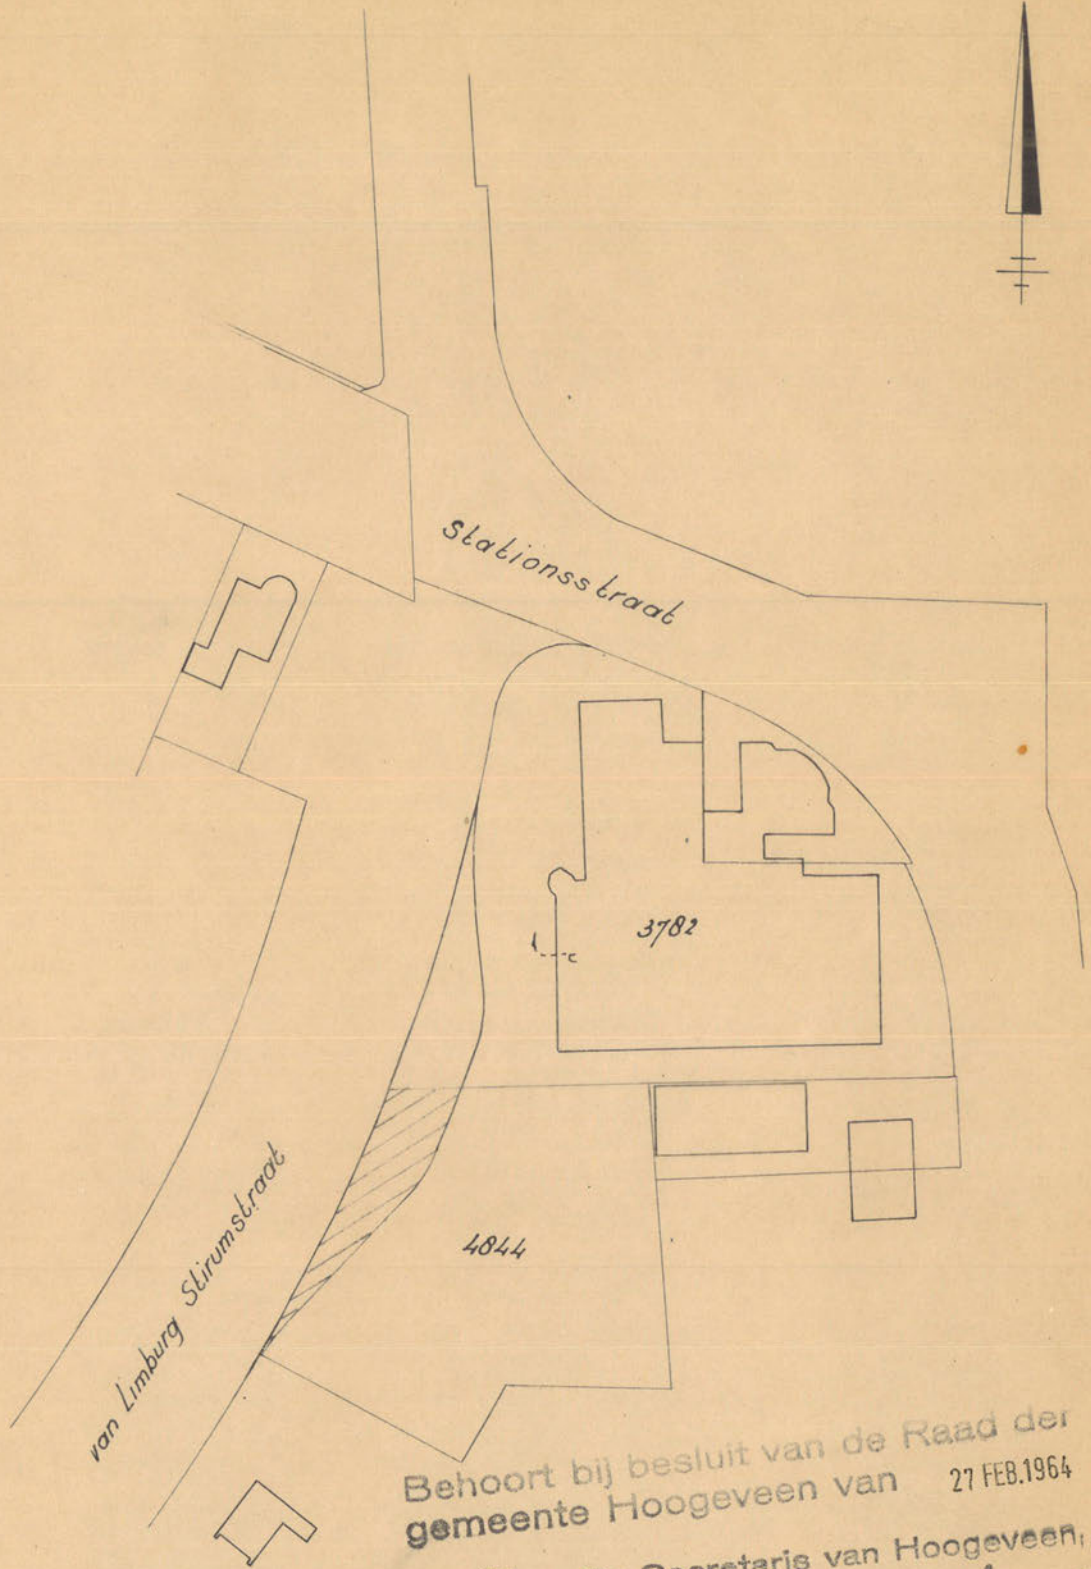 Stationsstraat
3782
4844
van Limburg Stirumstraat
Behoort bij besluit van de Raad der
gemeente Hoogeveen van 27 FEB.1964
Secretaris van Hoogeveen,